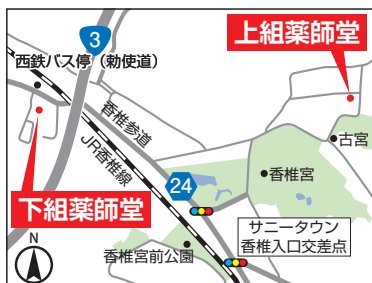 3
上組薬師堂
西鉄バス停（勅使道）
香椎参道
JR香椎線
古宮
24
香椎宮
下組薬師堂
サニータウン
香椎入口交差点
N
香椎宮前公園